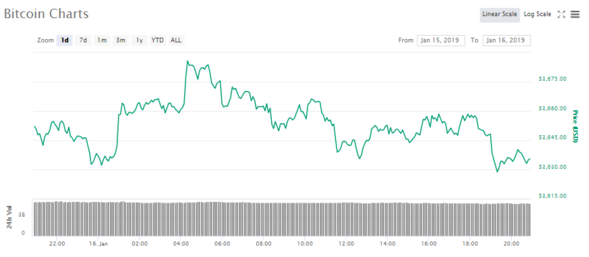 Bitcoin Charts
Linear Scale Log Scale
Zoom 1d 7d 1m 3m 1y YTD ALL
From Jan 15, 2019 To Jan 16, 2019
$3,675.00
$3,660.00
$3,645.00
$3,630.00
$3,615.00
Price (USD)
24h Vol
0
22:00 16. Jan 02:00 04:00 06:00 08:00 10:00 12:00 14:00 16:00 18:00 20:00